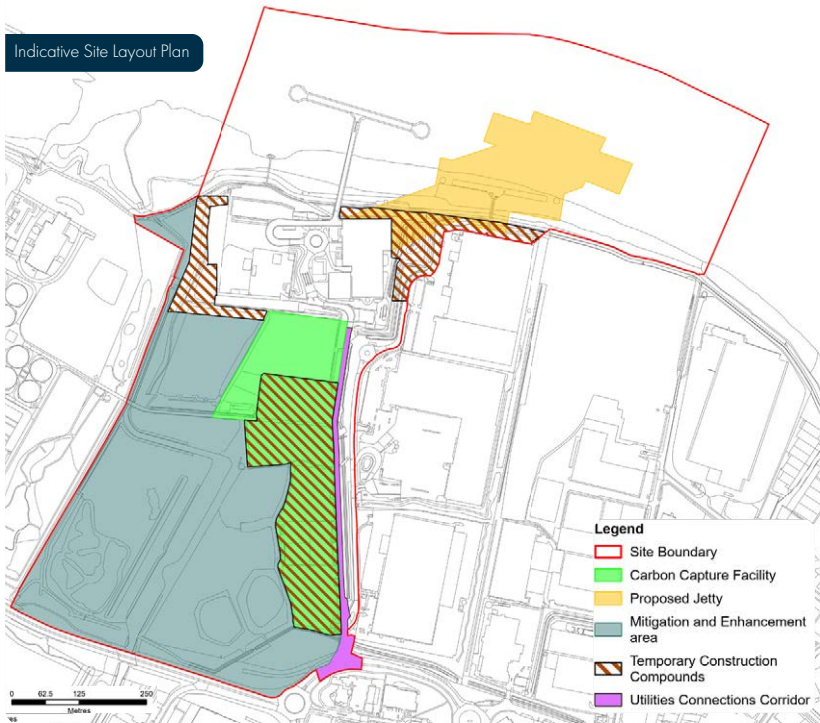 Indicative Site Layout Plan
Legend
Site Boundary
Carbon Capture Facility
Proposed Jetty
Mitigation and Enhancement
area
Temporary Construction
Compounds
Utilities Connections Corridor
0 62.5 125 250
Metres
res